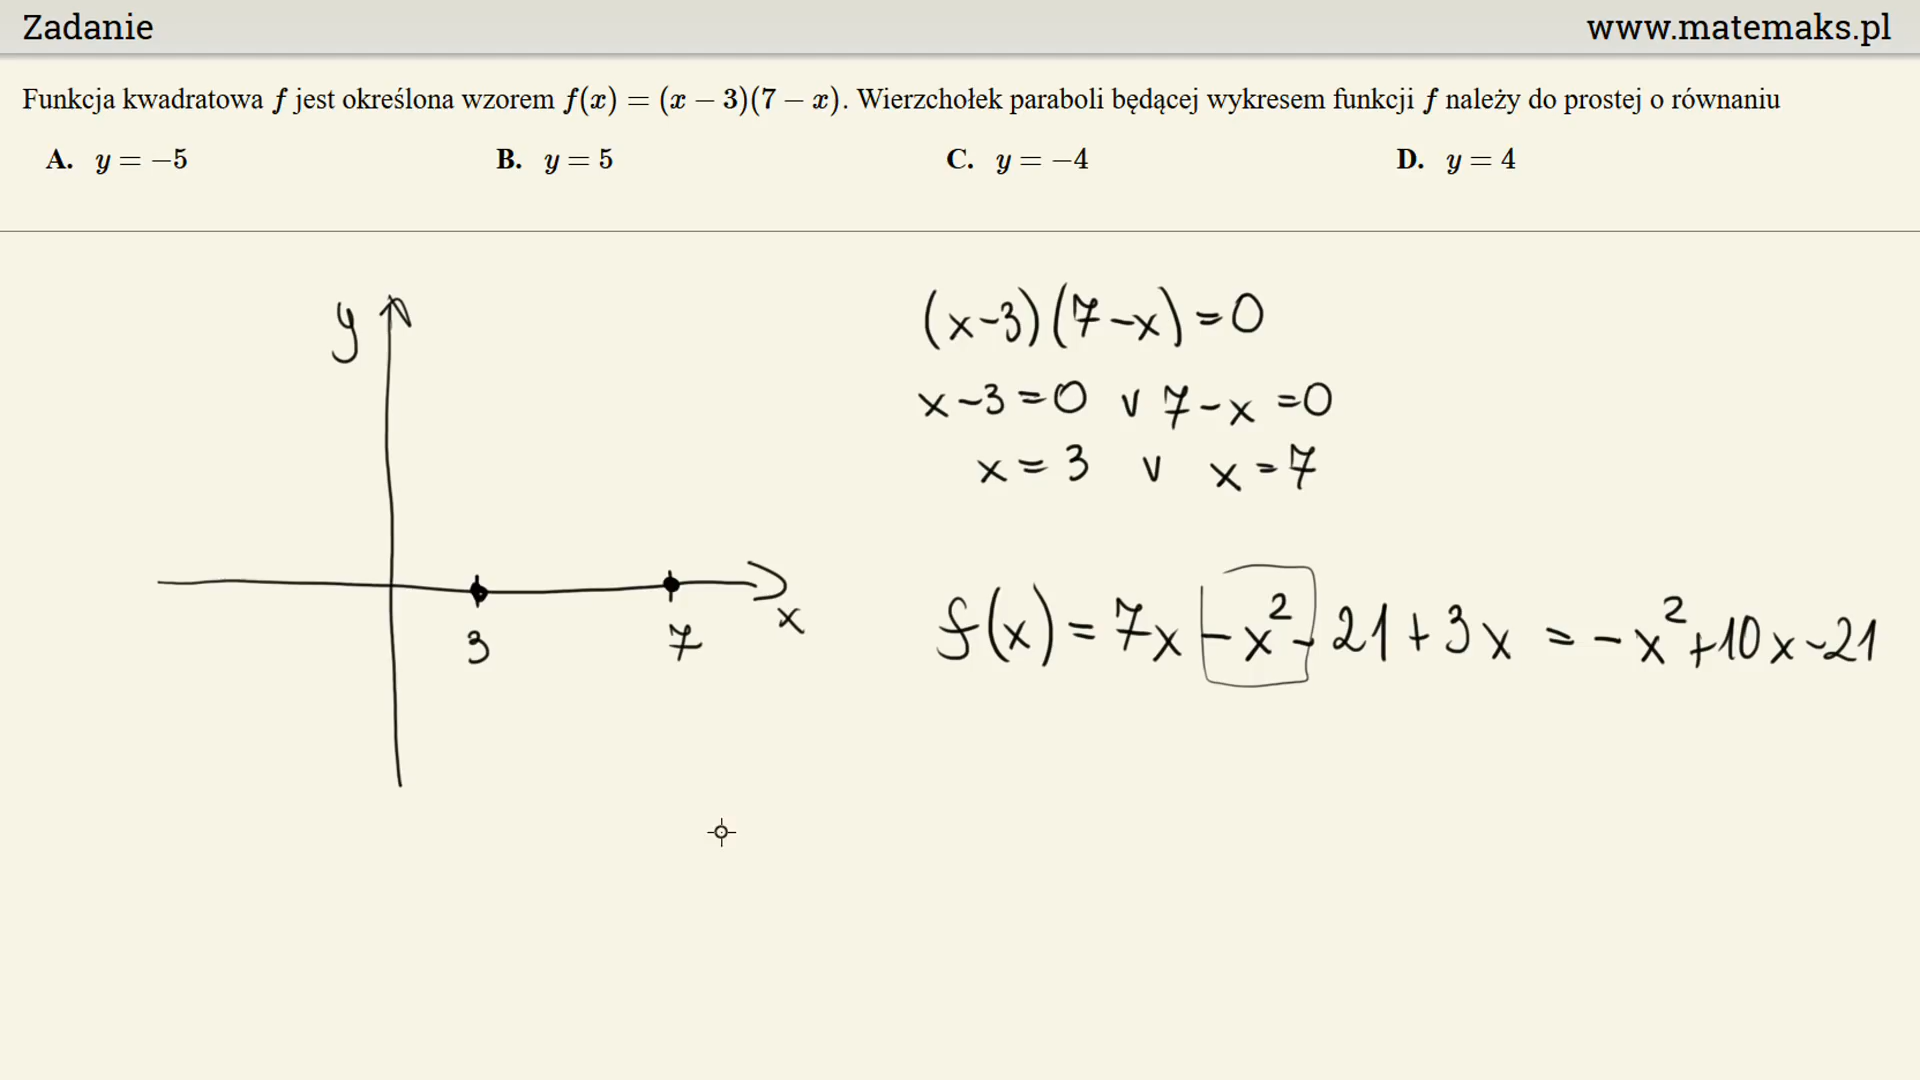 Zadanie www.matemaks.pl
Funkcja kwadratowa f jest określona wzorem f(x) = (x − 3)(7 − x). Wierzchołek paraboli będącej wykresem funkcji f należy do prostej o równaniu
A. y = −5 B. y = 5 C. y = −4 D. y = 4
y
(x-3)(7-x)=0
x-3=0 v 7-x=0
x=3 v x=7
x
3 7
f(x)=7x-x²-21+3x=-x²+10x-21